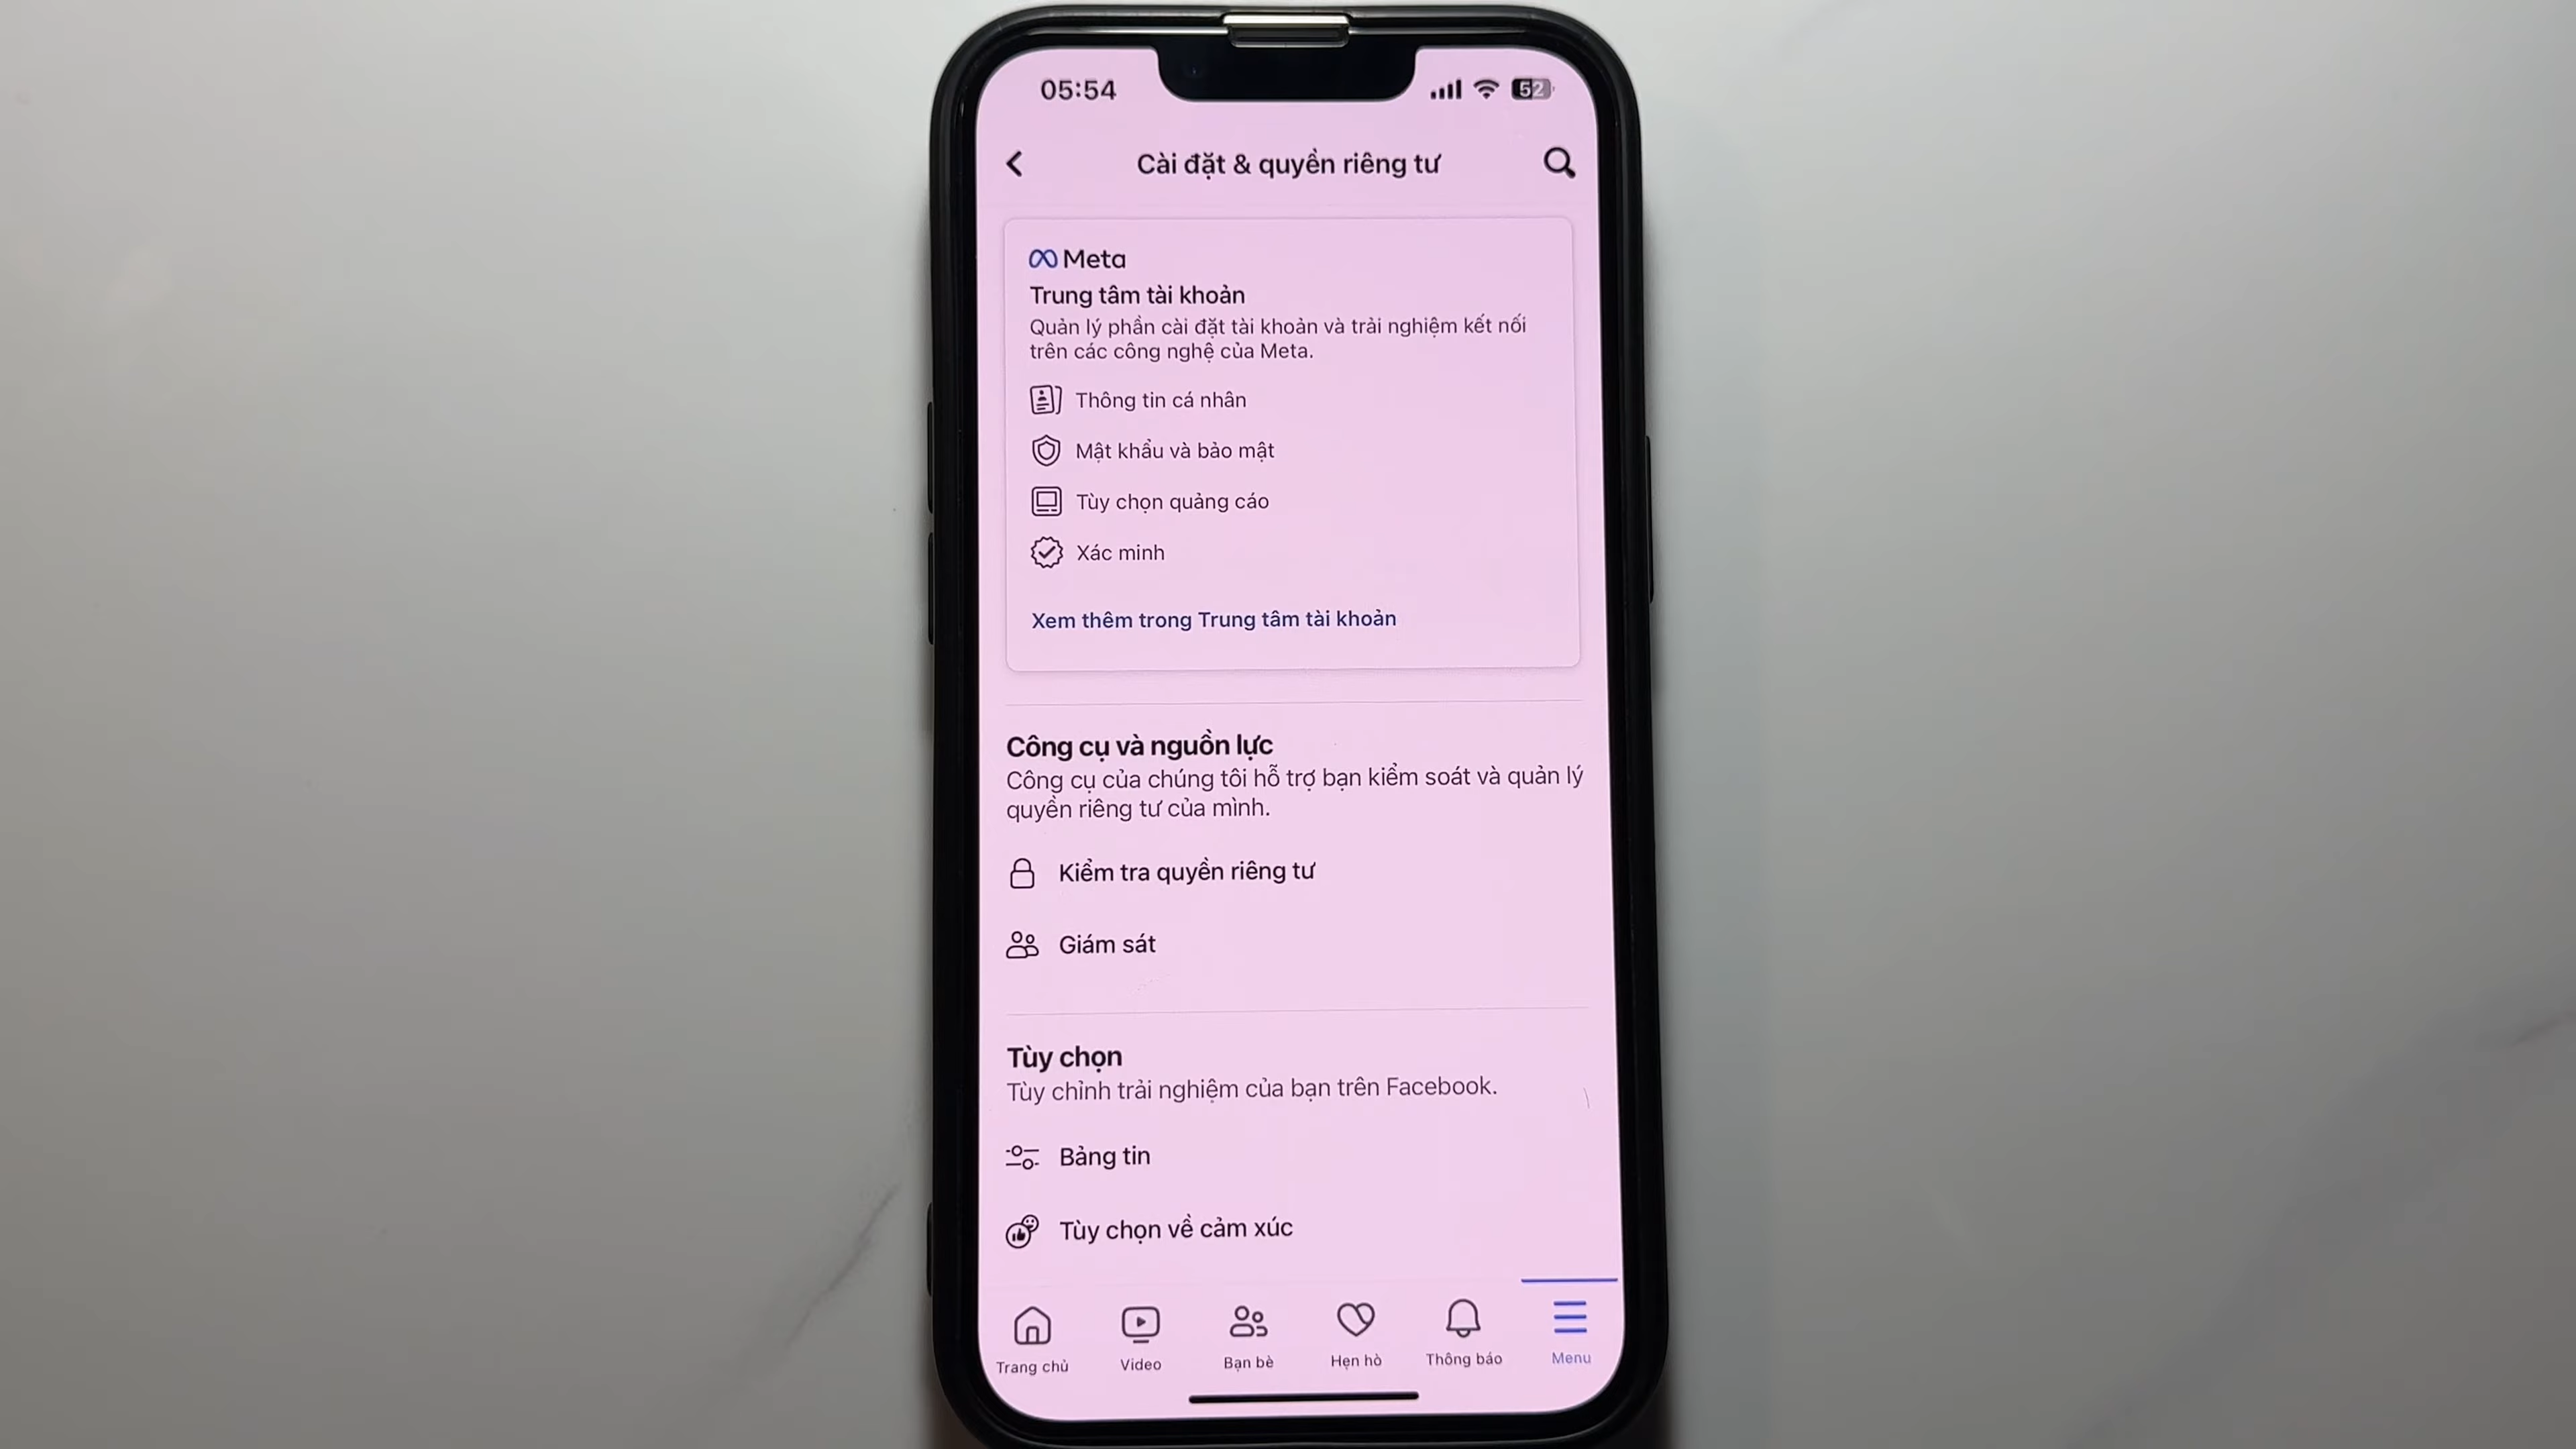 05:54
52
Cài đặt & quyền riêng tư
Meta
Trung tâm tài khoản
Quản lý phần cài đặt tài khoản và trải nghiệm kết nối
trên các công nghệ của Meta.
Thông tin cá nhân
Mật khẩu và bảo mật
Tùy chọn quảng cáo
Xác minh
Xem thêm trong Trung tâm tài khoản
Công cụ và nguồn lực
Công cụ của chúng tôi hỗ trợ bạn kiểm soát và quản lý
quyền riêng tư của mình.
Kiểm tra quyền riêng tư
Giám sát
Tùy chọn
Tùy chỉnh trải nghiệm của bạn trên Facebook.
Bảng tin
Tùy chọn về cảm xúc
Trang chủ
Video
Bạn bè
Hẹn hò
Thông báo
Menu